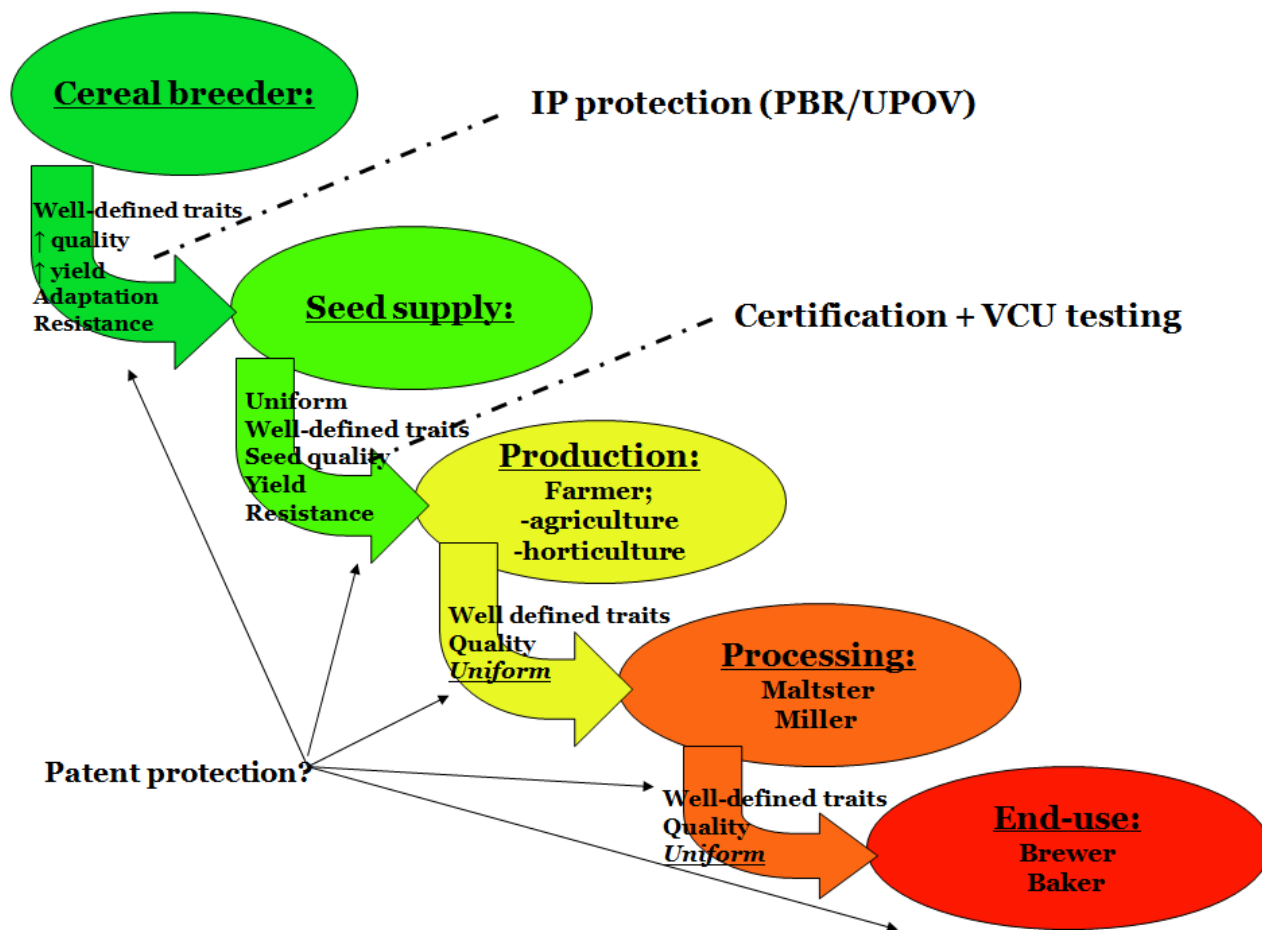 Cereal breeder:
IP protection (PBR/UPOV)
Well-defined traits
↑ quality
↑ yield
Adaptation
Resistance
Seed supply:
Certification + VCU testing
Uniform
Well-defined traits
Seed quality
Yield
Resistance
Production:
Farmer;
-agriculture
-horticulture
Well defined traits
Quality
Uniform
Processing:
Maltster
Miller
Patent protection?
Well-defined traits
Quality
Uniform
End-use:
Brewer
Baker